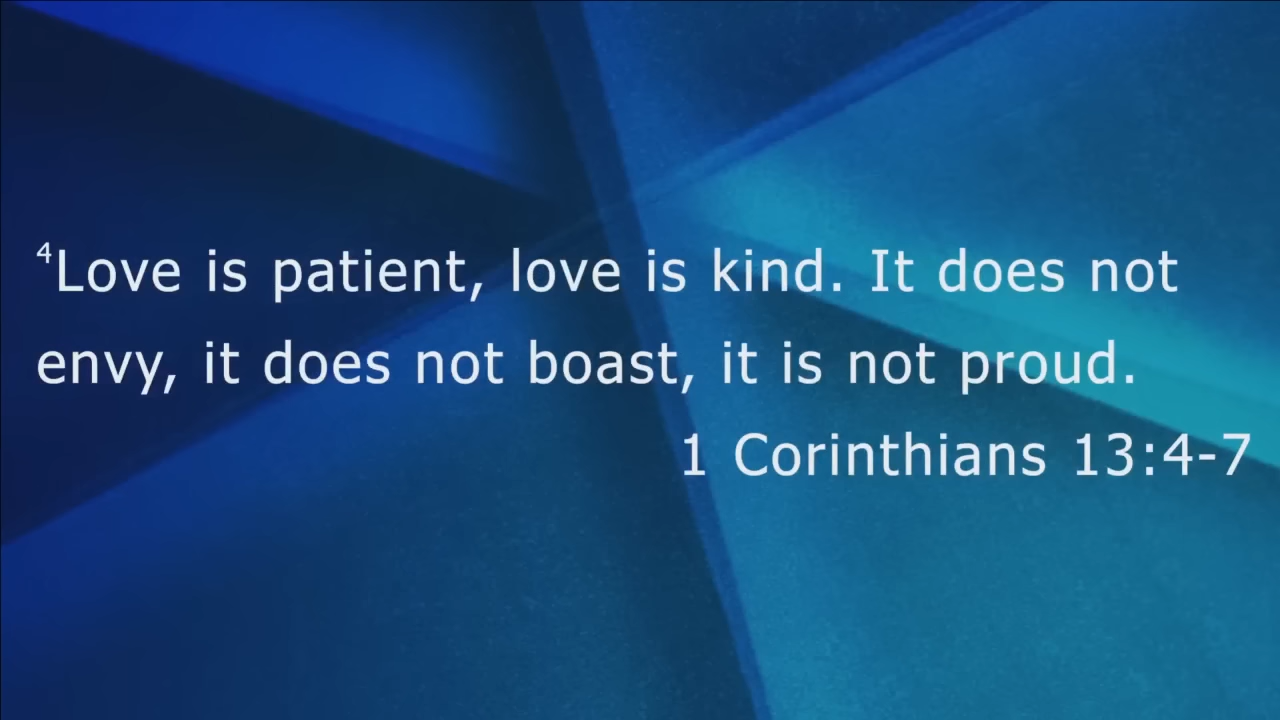 ⁴Love is patient, love is kind. It does not
envy, it does not boast, it is not proud.
1 Corinthians 13:4-7